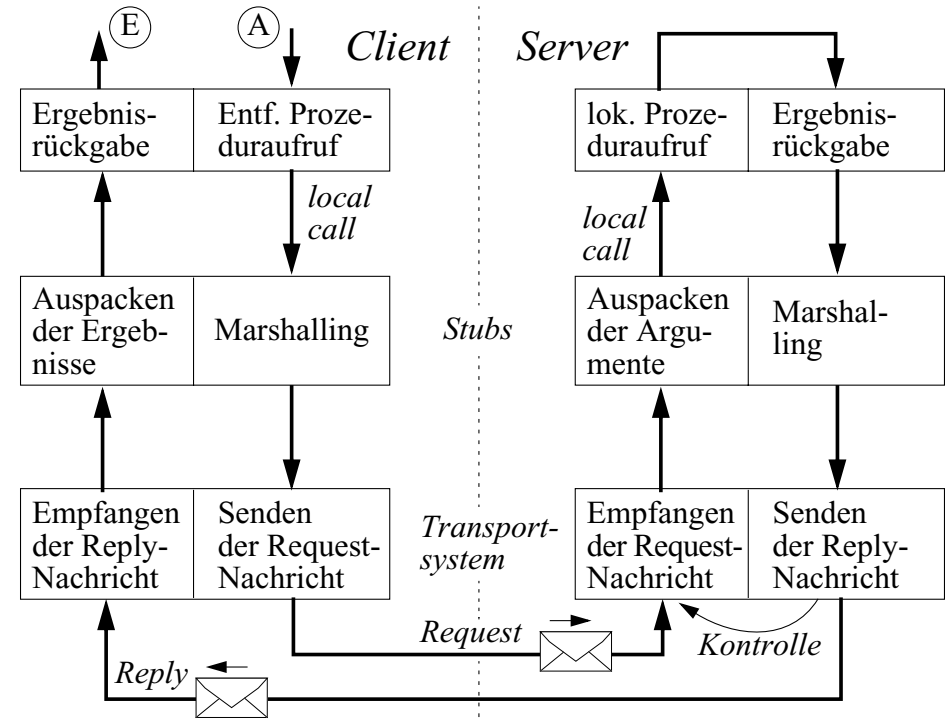 E
A
Client
Server
Ergebnis-
rückgabe
Entf. Proze-
duraufruf
lok. Proze-
duraufruf
Ergebnis-
rückgabe
local
call
local
call
Auspacken
der Ergeb-
nisse
Marshalling
Stubs
Auspacken
der Argu-
mente
Marshal-
ling
Empfangen
der Reply-
Nachricht
Senden
der Request-
Nachricht
Transport-
system
Empfangen
der Request-
Nachricht
Senden
der Reply-
Nachricht
Request
Kontrolle
Reply